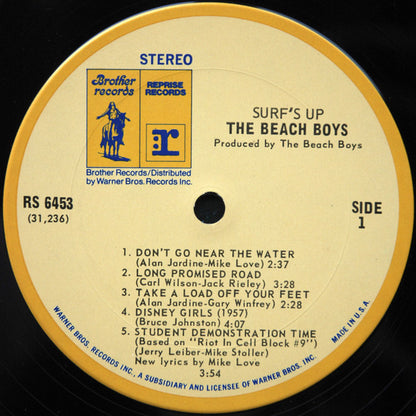 STEREO
Brother
records
REPRISE
RECORDS
r
Brother Records/Distributed
by Warner Bros. Records Inc.
SURF'S UP
THE BEACH BOYS
Produced by The Beach Boys
RS 6453
(31,236)
SIDE
1
1. DON'T GO NEAR THE WATER
(Alan Jardine-Mike Love) 2:37
2. LONG PROMISED ROAD
(Carl Wilson-Jack Rieley) 3:28
3. TAKE A LOAD OFF YOUR FEET
(Alan Jardine-Gary Winfrey) 2:28
4. DISNEY GIRLS (1957)
(Bruce Johnston) 4:07
5. STUDENT DEMONSTRATION TIME
(Based on "Riot In Cell Block #9")
(Jerry Leiber-Mike Stoller)
New lyrics by Mike Love
3:54
WARNER BROS. RECORDS INC., A SUBSIDIARY AND LICENSEE OF WARNER BROS. INC.
MADE IN U.S.A.